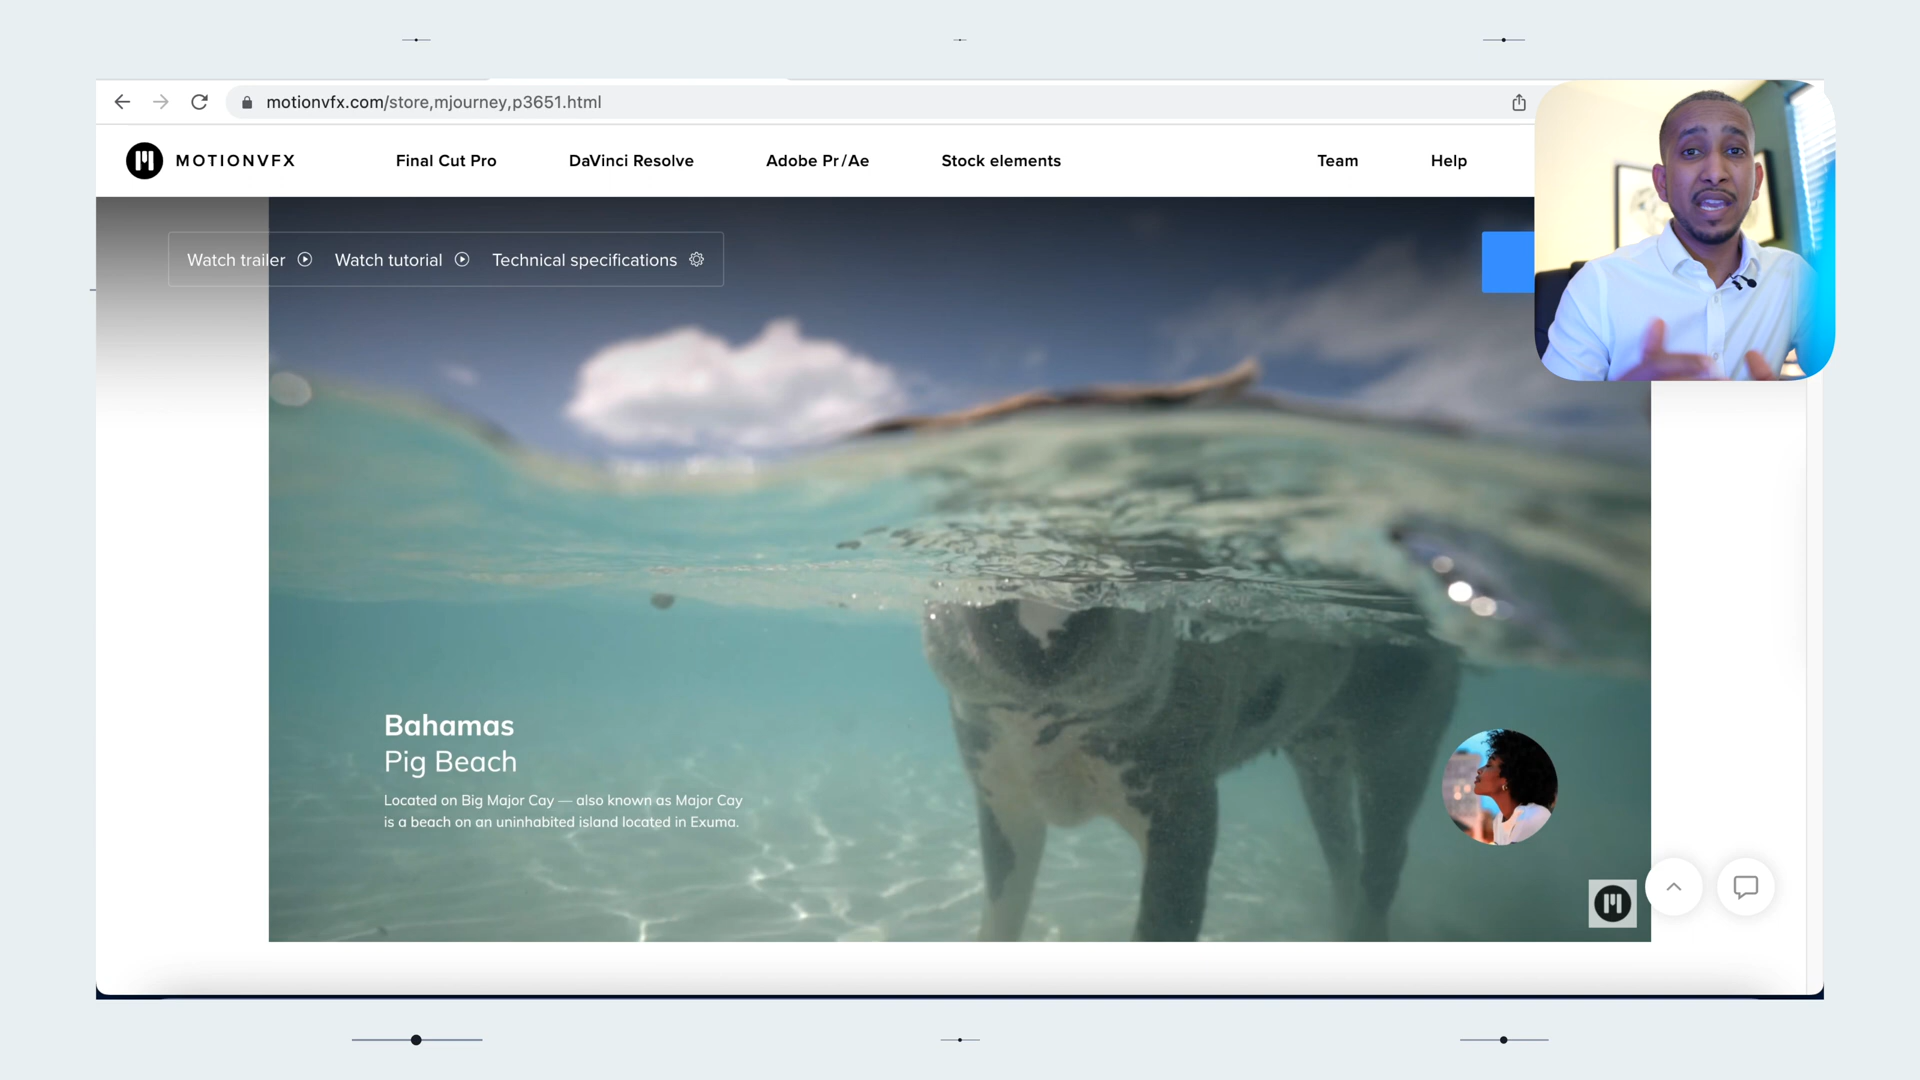 motionvfx.com/store,mjourney,p3651.html
MOTIONVFX
Final Cut Pro
DaVinci Resolve
Adobe Pr/Ae
Stock elements
Team
Help
Watch trailer
Watch tutorial
Technical specifications
Bahamas
Pig Beach
Located on Big Major Cay — also known as Major Cay
is a beach on an uninhabited island located in Exuma.